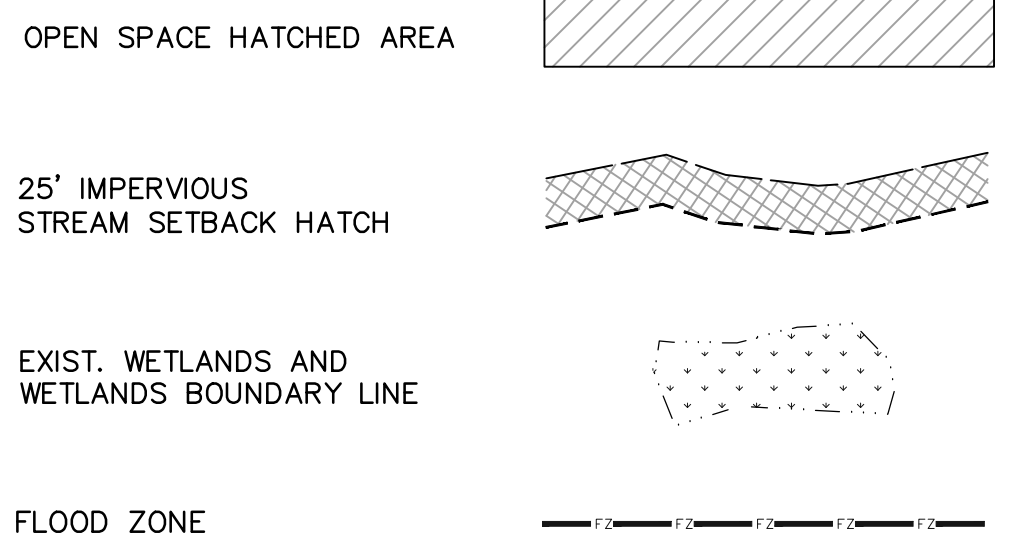 OPEN SPACE HATCHED AREA
25' IMPERVIOUS
STREAM SETBACK HATCH
EXIST. WETLANDS AND
WETLANDS BOUNDARY LINE
FLOOD ZONE
FZ FZ FZ FZ FZ